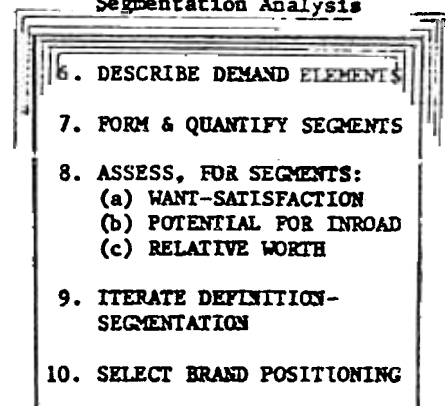 Segmentation Analysis
6. DESCRIBE DEMAND ELEMENTS
7. FORM & QUANTIFY SEGMENTS
8. ASSESS, FOR SEGMENTS:
(a) WANT-SATISFACTION
(b) POTENTIAL FOR INROAD
(c) RELATIVE WORTH
9. ITERATE DEFINITION-
SEGMENTATION
10. SELECT BRAND POSITIONING